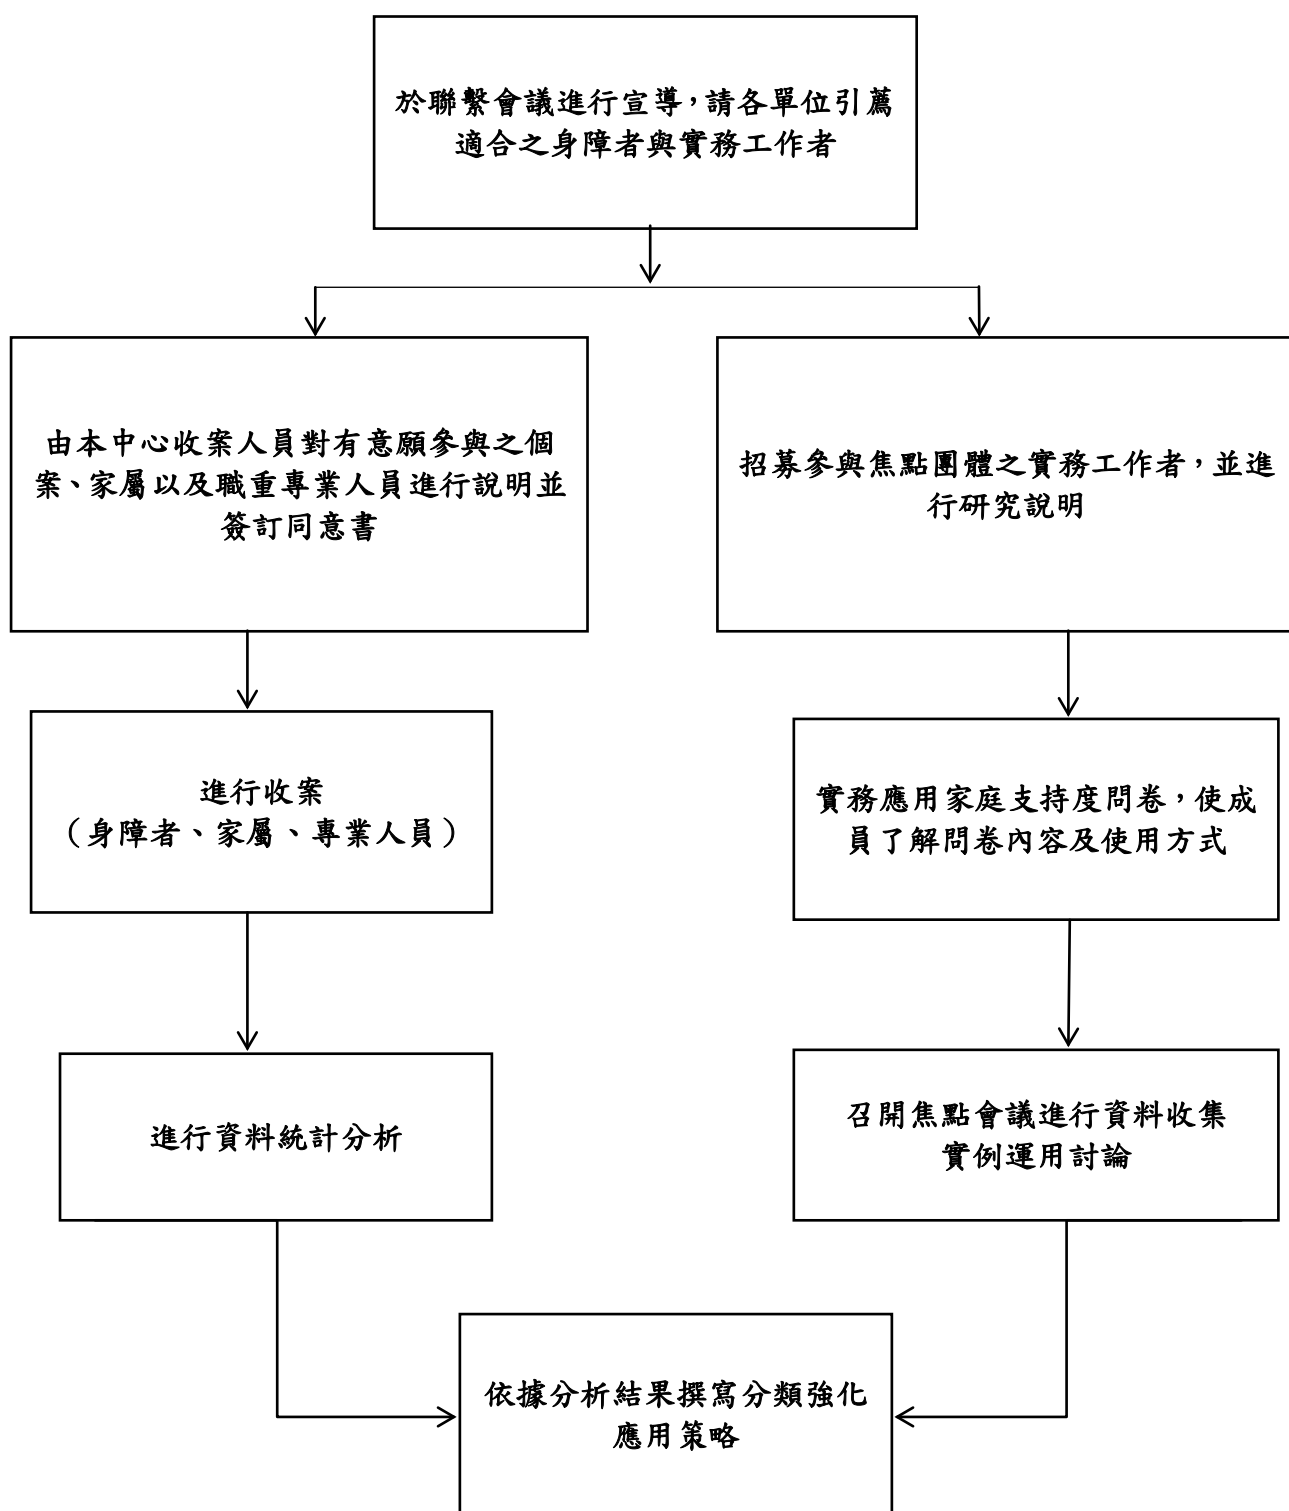 於聯繫會議進行宣導，請各單位引薦
適合之身障者與實務工作者
由本中心收案人員對有意願參與之個
案、家屬以及職重專業人員進行說明並
簽訂同意書
招募參與焦點團體之實務工作者，並進
行研究說明
進行收案
（身障者、家屬、專業人員）
實務應用家庭支持度問卷，使成
員了解問卷內容及使用方式
進行資料統計分析
召開焦點會議進行資料收集
實例運用討論
依據分析結果撰寫分類強化
應用策略